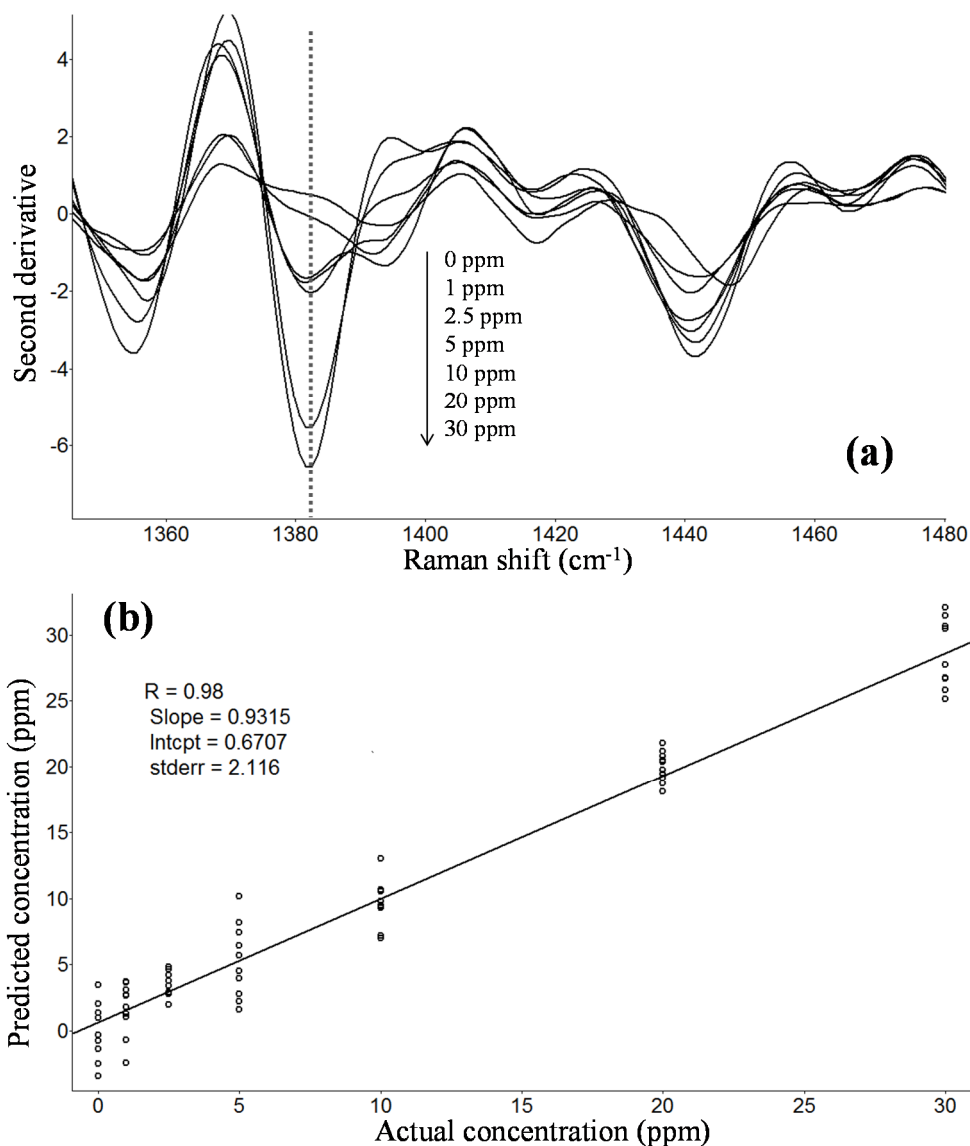 4
2
0
-2
-4
-6
Second derivative
0 ppm
1 ppm
2.5 ppm
5 ppm
10 ppm
20 ppm
30 ppm
(a)
1360 1380 1400 1420 1440 1460 1480
Raman shift (cm⁻¹)
(b)
R = 0.98
Slope = 0.9315
Intcpt = 0.6707
stderr = 2.116
30
25
20
15
10
5
0
Predicted concentration (ppm)
0 5 10 15 20 25 30
Actual concentration (ppm)